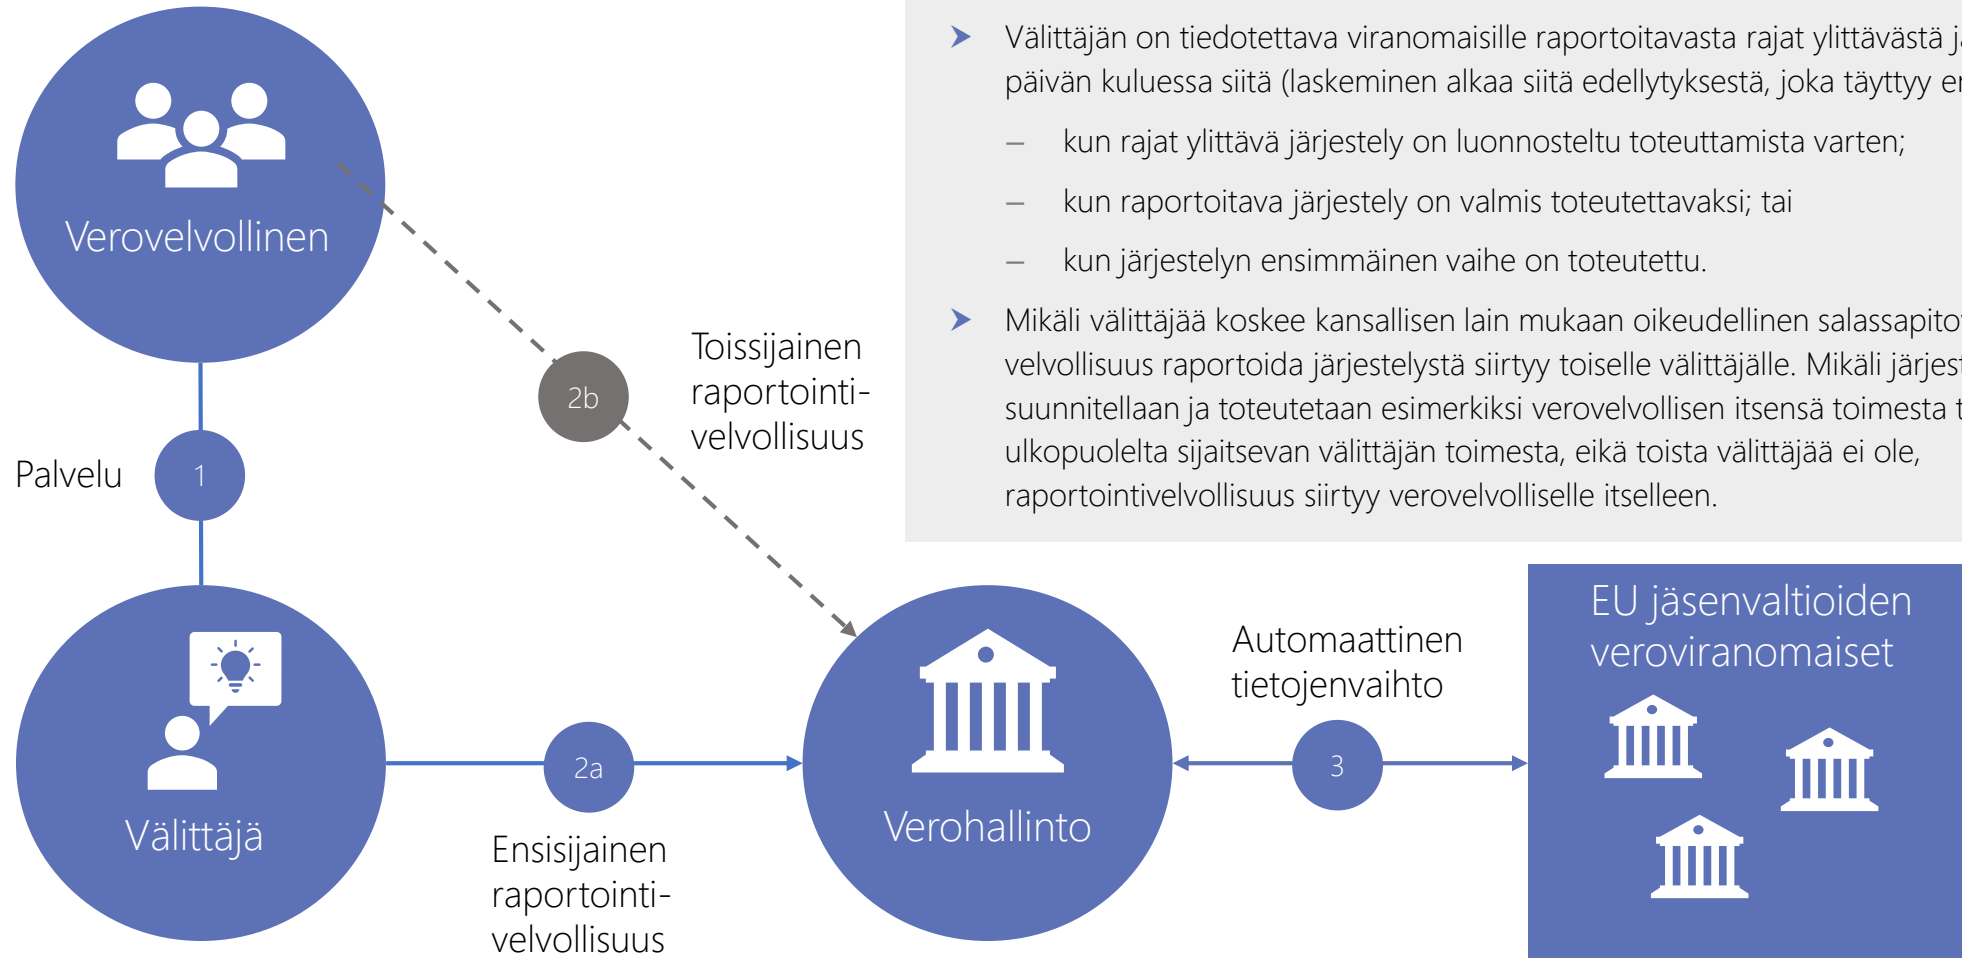 Välittäjän on tiedotettava viranomaisille raportoitavasta rajat ylittävästä
päivän kuluessa siitä (laskeminen alkaa siitä edellytyksestä, joka täyttyy
– kun rajat ylittävä järjestely on luonnosteltu toteuttamista varten;
– kun raportoitava järjestely on valmis toteutettavaksi; tai
– kun järjestelyn ensimmäinen vaihe on toteutettu.
Mikäli välittäjää koskee kansallisen lain mukaan oikeudellinen
velvollisuus raportoida järjestelystä siirtyy toiselle välittäjälle. Mikäli
suunnitellaan ja toteutetaan esimerkiksi verovelvollisen itsensä toimesta
ulkopuolelta sijaitsevan välittäjän toimesta, eikä toista välittäjää ei ole,
raportointivelvollisuus siirtyy verovelvolliselle itselleen.
Verovelvollinen
Toissijainen
raportointi-
velvollisuus
2b
Palvelu
1
EU jäsenvaltioiden
veroviranomaiset
Automaattinen
tietojenvaihto
2a
3
Välittäjä
Verohallinto
Ensisijainen
raportointi-
velvollisuus